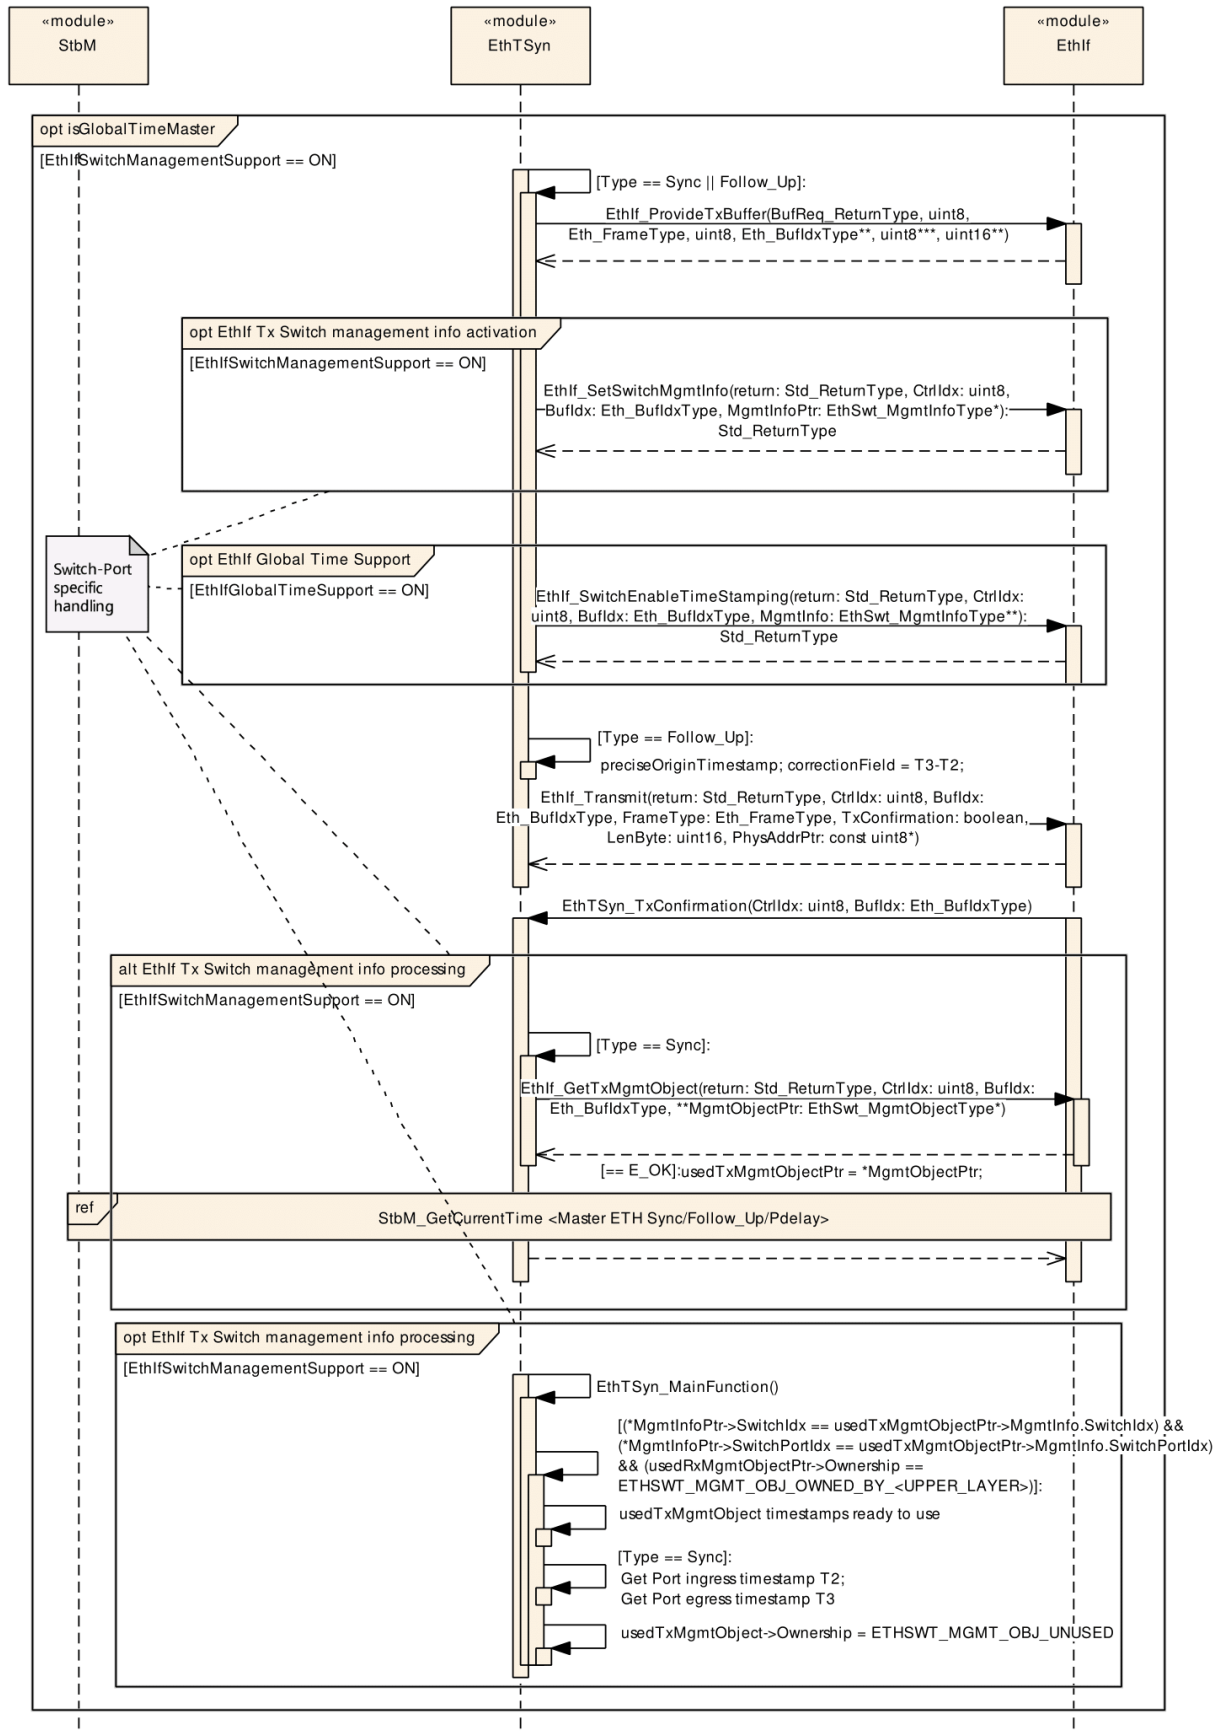 «module»
StbM
«module»
EthTSyn
«module»
EthIf
opt isGlobalTimeMaster
[EthIfSwitchManagementSupport == ON]
[Type == Sync || Follow_Up]:
EthIf_ProvideTxBuffer(BufReq_ReturnType, uint8,
Eth_FrameType, uint8, Eth_BufIdxType**, uint8***, uint16**)
opt EthIf Tx Switch management info activation
[EthIfSwitchManagementSupport == ON]
EthIf_SetSwitchMgmtInfo(return: Std_ReturnType, CtrlIdx: uint8,
BufIdx: Eth_BufIdxType, MgmtInfoPtr: EthSwt_MgmtInfoType*):
Std_ReturnType
Switch-Port
specific
handling
opt EthIf Global Time Support
[EthIfGlobalTimeSupport == ON]
EthIf_SwitchEnableTimeStamping(return: Std_ReturnType, CtrlIdx:
uint8, BufIdx: Eth_BufIdxType, MgmtInfo: EthSwt_MgmtInfoType**):
Std_ReturnType
[Type == Follow_Up]:
preciseOriginTimestamp; correctionField = T3-T2;
EthIf_Transmit(return: Std_ReturnType, CtrlIdx: uint8, BufIdx:
Eth_BufIdxType, FrameType: Eth_FrameType, TxConfirmation: boolean,
LenByte: uint16, PhysAddrPtr: const uint8*)
EthTSyn_TxConfirmation(CtrlIdx: uint8, BufIdx: Eth_BufIdxType)
alt EthIf Tx Switch management info processing
[EthIfSwitchManagementSupport == ON]
[Type == Sync]:
EthIf_GetTxMgmtObject(return: Std_ReturnType, CtrlIdx: uint8, BufIdx:
Eth_BufIdxType, **MgmtObjectPtr: EthSwt_MgmtObjectType*)
[== E_OK]:usedTxMgmtObjectPtr = *MgmtObjectPtr;
ref
StbM_GetCurrentTime <Master ETH Sync/Follow_Up/Pdelay>
opt EthIf Tx Switch management info processing
[EthIfSwitchManagementSupport == ON]
EthTSyn_MainFunction()
[(*MgmtInfoPtr->SwitchIdx == usedTxMgmtObjectPtr->MgmtInfo.SwitchIdx) &&
(*MgmtInfoPtr->SwitchPortIdx == usedTxMgmtObjectPtr->MgmtInfo.SwitchPortIdx)
&& (usedRxMgmtObjectPtr->Ownership ==
ETHSWT_MGMT_OBJ_OWNED_BY_<UPPER_LAYER>)]:
usedTxMgmtObject timestamps ready to use
[Type == Sync]:
Get Port ingress timestamp T2;
Get Port egress timestamp T3
usedTxMgmtObject->Ownership = ETHSWT_MGMT_OBJ_UNUSED